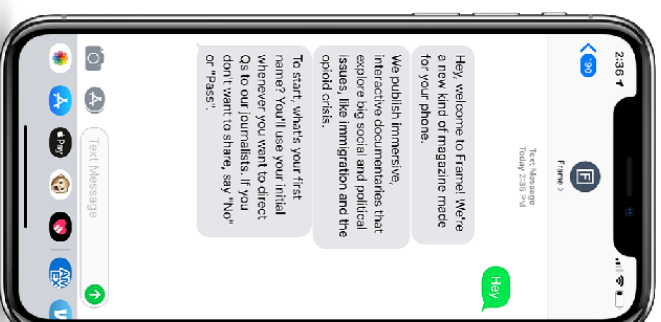 2:36
190
F
Frame >
Text Message
Today 2:36 PM
Hey
Hey, welcome to Frame! We're
a new kind of magazine made
for your phone.
We publish immersive,
interactive documentaries that
explore big social and political
issues, like immigration and the
opioid crisis.
To start, what's your first
name? You'll use your initial
whenever you want to direct
Qs to our journalists. If you
don't want to share, say "No"
or "Pass".
Text Message
Pay